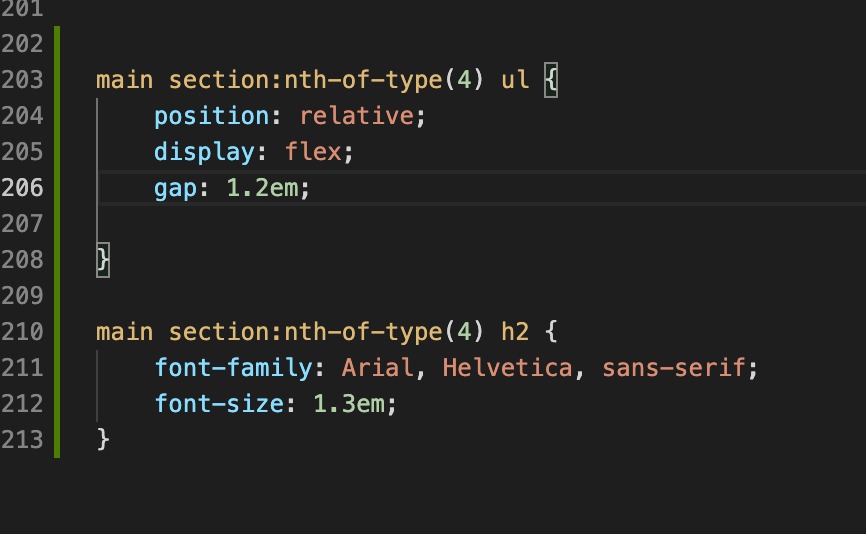 201
202
203 main section:nth-of-type(4) ul {
204     position: relative;
205     display: flex;
206     gap: 1.2em;
207
208 }
209
210 main section:nth-of-type(4) h2 {
211     font-family: Arial, Helvetica, sans-serif;
212     font-size: 1.3em;
213 }